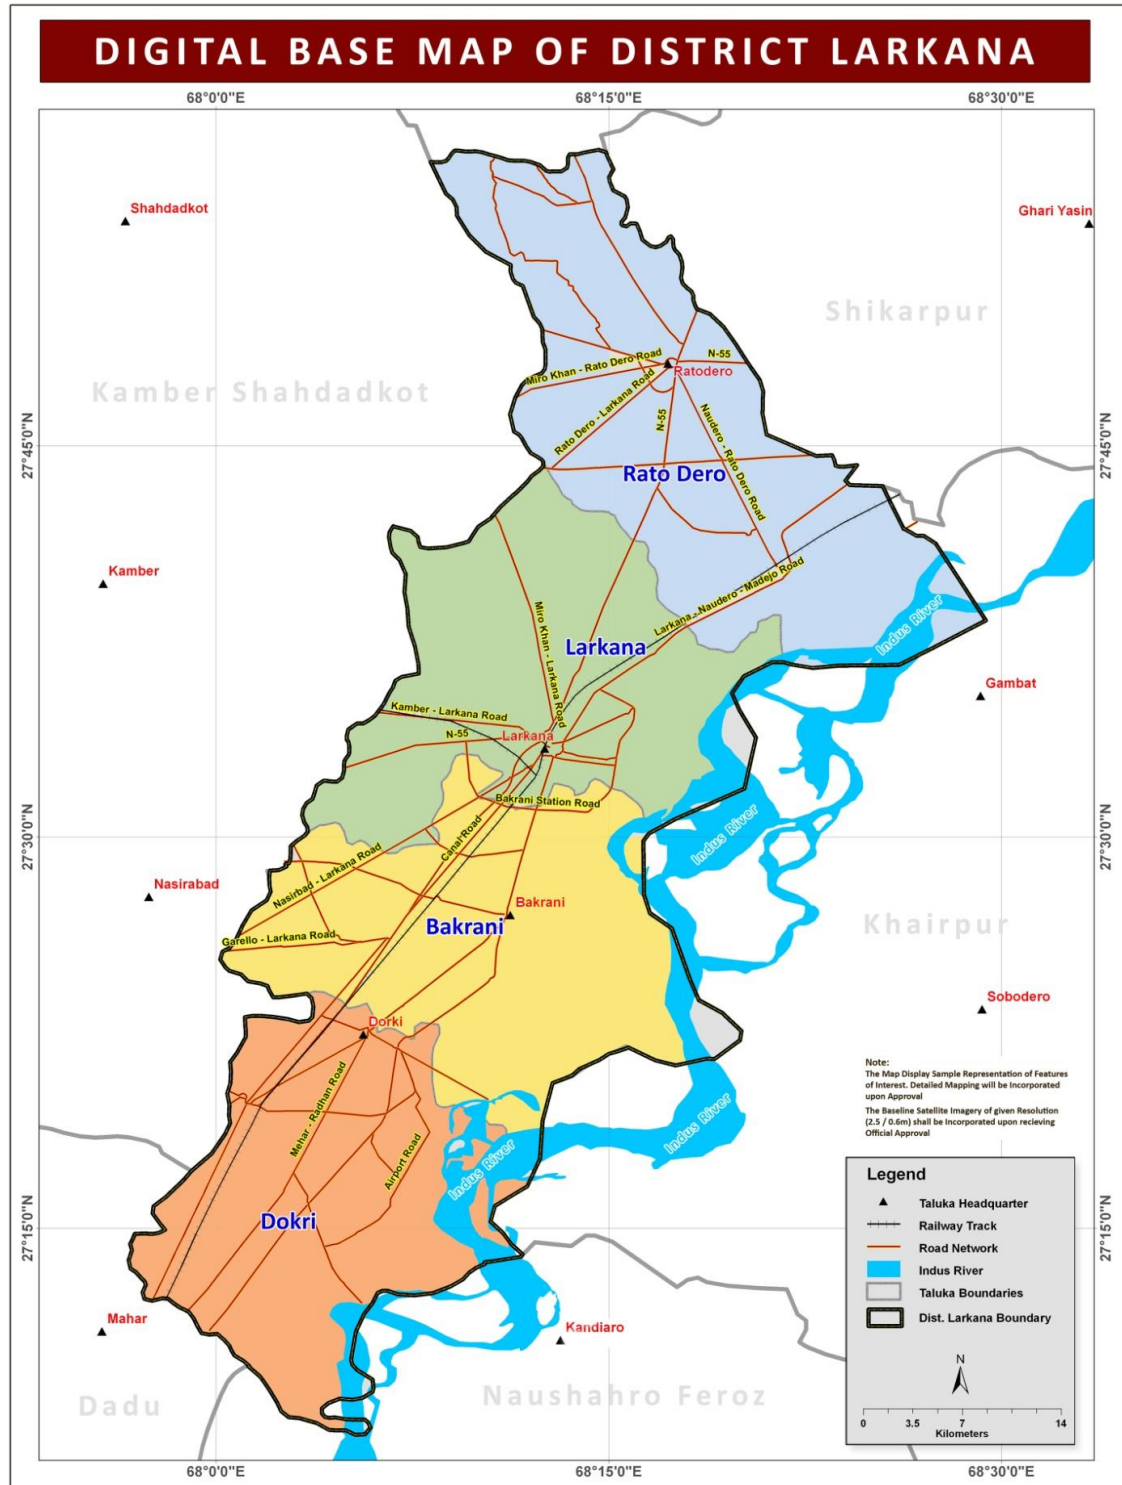 DIGITAL BASE MAP OF DISTRICT LARKANA
68°0'0"E
68°15'0"E
68°30'0"E
Shahdadkot
Ghari Yasin
Shikarpur
Miro Khan - Rato Dero Road
N-55
Ratodero
Kamber Shahdadkot
Rato Dero - Larkana Road
N-55
Naudero - Rato Dero Road
27°45'0"N
27°45'0"N
Rato Dero
Kamber
Larkana - Naudero - Madejo Road
Miro Khan - Larkana Road
Indus River
Larkana
Gambat
Kamber - Larkana Road
N-55
Larkana
Bakrani Station Road
Indus River
27°30'0"N
27°30'0"N
Canal Road
Nasirbad - Larkana Road
Nasirabad
Bakrani
Bakrani
Khairpur
Garello - Larkana Road
Sobodero
Dorki
Note:
The Map Display Sample Representation of Features
of Interest. Detailed Mapping will be Incorporated
upon Approval
The Baseline Satellite Imagery of given Resolution
(2.5 / 0.6m) shall be Incorporated upon recieving
Official Approval
Mehar - Radhan Road
Airport Road
Indus River
Indus River
Dokri
27°15'0"N
27°15'0"N
Legend
Taluka Headquarter
Railway Track
Road Network
Indus River
Taluka Boundaries
Dist. Larkana Boundary
N
0 3.5 7 14
Kilometers
Mahar
Kandiaro
Dadu
Naushahro Feroz
68°0'0"E
68°15'0"E
68°30'0"E